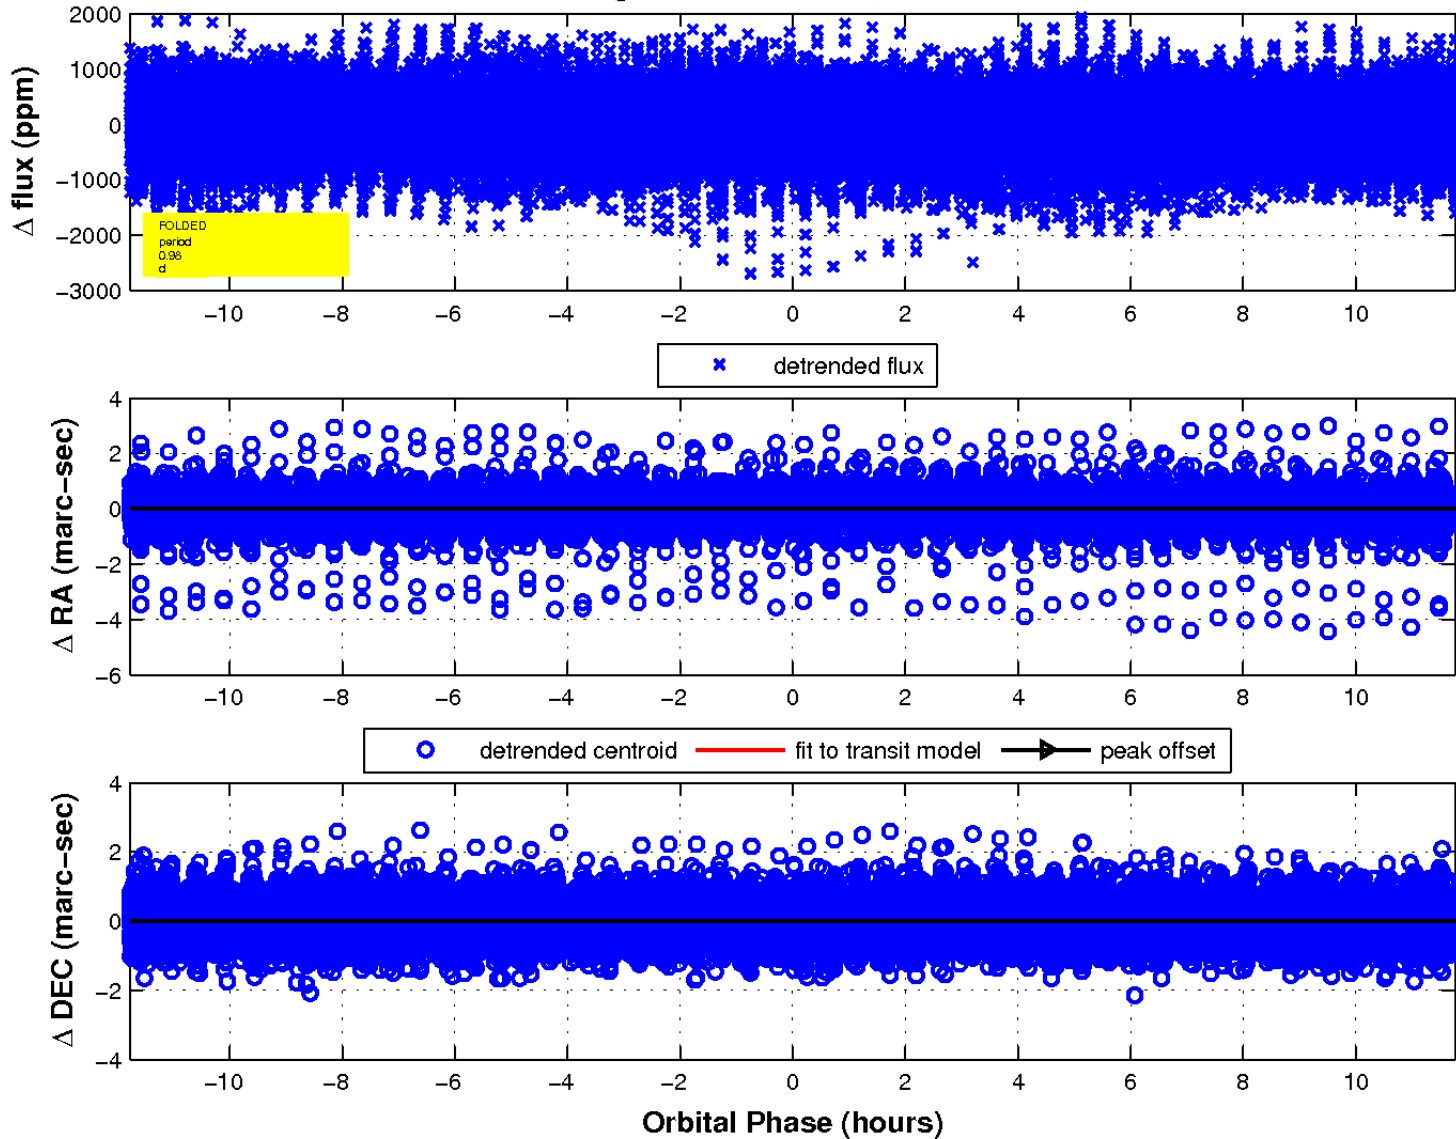 2000
1000
0
−1000
−2000
−3000
Δ flux (ppm)
FOLDED
period
0.98
d
−10 −8 −6 −4 −2 0 2 4 6 8 10
detrended flux
4
2
0
−2
−4
−6
Δ RA (marc−sec)
−10 −8 −6 −4 −2 0 2 4 6 8 10
detrended centroid fit to transit model peak offset
4
2
0
−2
−4
Δ DEC (marc−sec)
−10 −8 −6 −4 −2 0 2 4 6 8 10
Orbital Phase (hours)